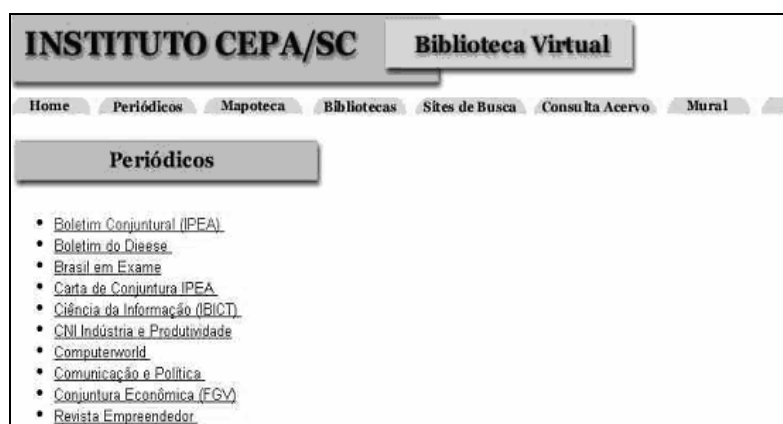 INSTITUTO CEPA/SC Biblioteca Virtual
Home Periódicos Mapoteca Bibliotecas Sites de Busca Consulta Acervo Mural
Periódicos
• Boletim Conjuntural (IPEA)
• Boletim do Dieese
• Brasil em Exame
• Carta de Conjuntura IPEA
• Ciência da Informação (IBICT)
• CNI Indústria e Produtividade
• Computerworld
• Comunicação e Política
• Conjuntura Econômica (FGV)
• Revista Empreendedor